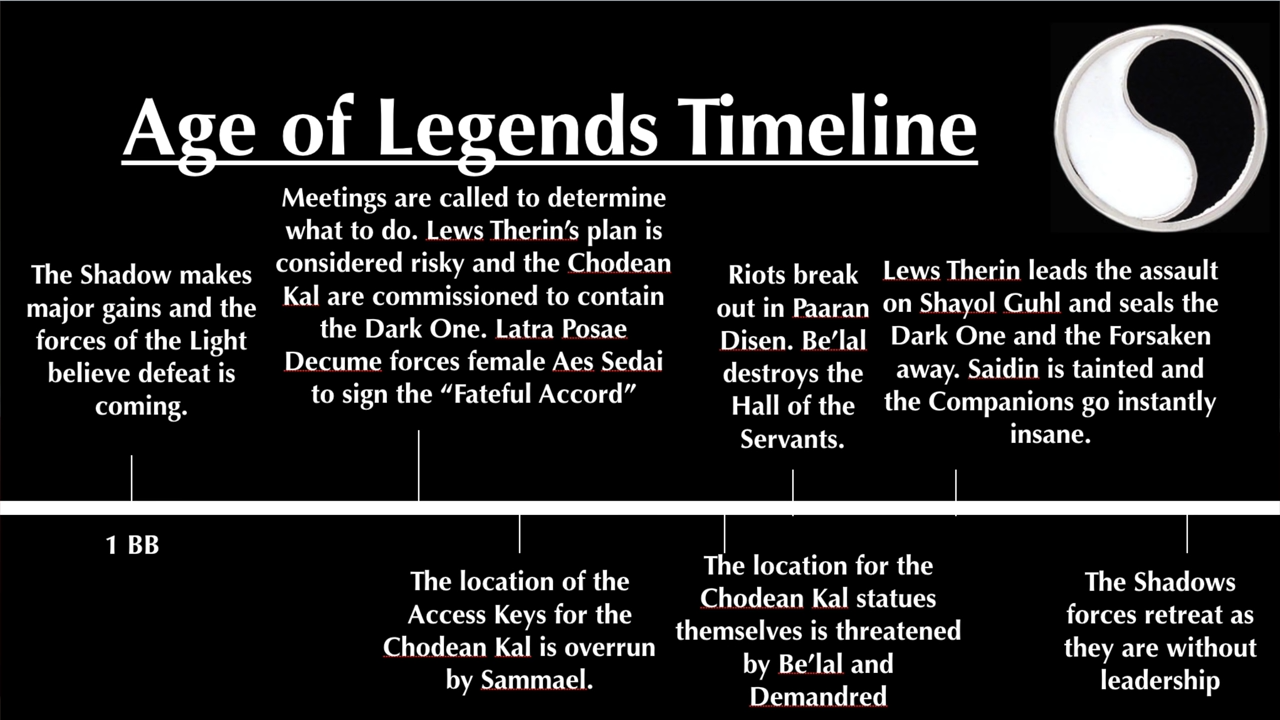 Age of Legends Timeline
The Shadow makes
major gains and the
forces of the Light
believe defeat is
coming.
Meetings are called to determine
what to do. Lews Therin’s plan is
considered risky and the Chodean
Kal are commissioned to contain
the Dark One. Latra Posae
Decume forces female Aes Sedai
to sign the “Fateful Accord”
Riots break
out in Paaran
Disen. Be’lal
destroys the
Hall of the
Servants.
Lews Therin leads the assault
on Shayol Guhl and seals the
Dark One and the Forsaken
away. Saidin is tainted and
the Companions go instantly
insane.
1 BB
The location of the
Access Keys for the
Chodean Kal is overrun
by Sammael.
The location for the
Chodean Kal statues
themselves is threatened
by Be’lal and
Demandred
The Shadows
forces retreat as
they are without
leadership